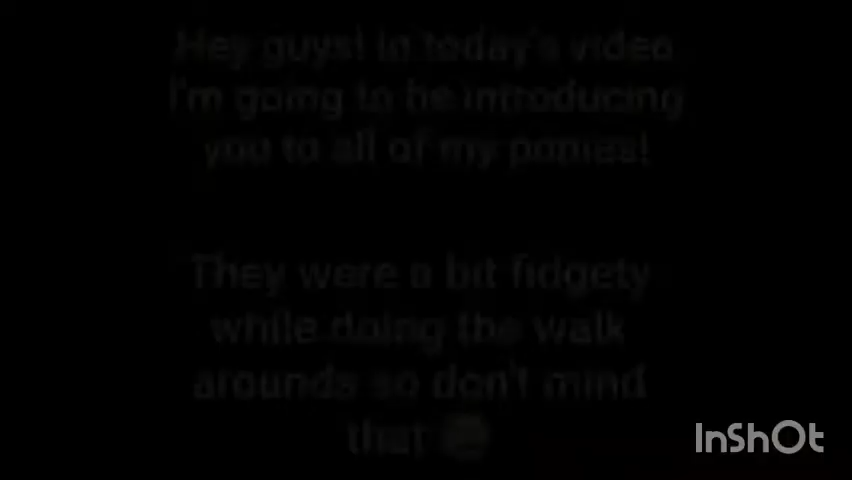 Hey guys! In today's video
I'm going to be introducing
you to all of my ponies!
They were a bit fidgety
while doing the walk
arounds so don't mind
that
InShOt